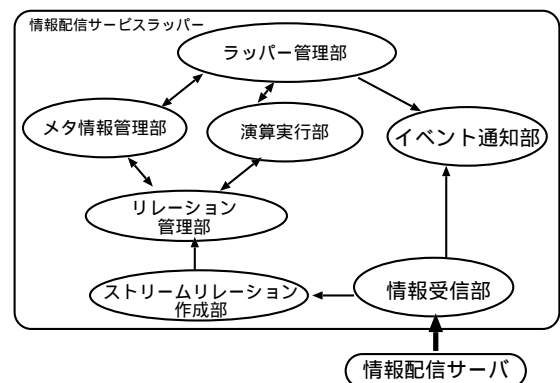 情報配信サービスラッパー
ラッパー管理部
メタ情報管理部
演算実行部
イベント通知部
リレーション
管理部
ストリームリレーション
作成部
情報受信部
情報配信サーバ